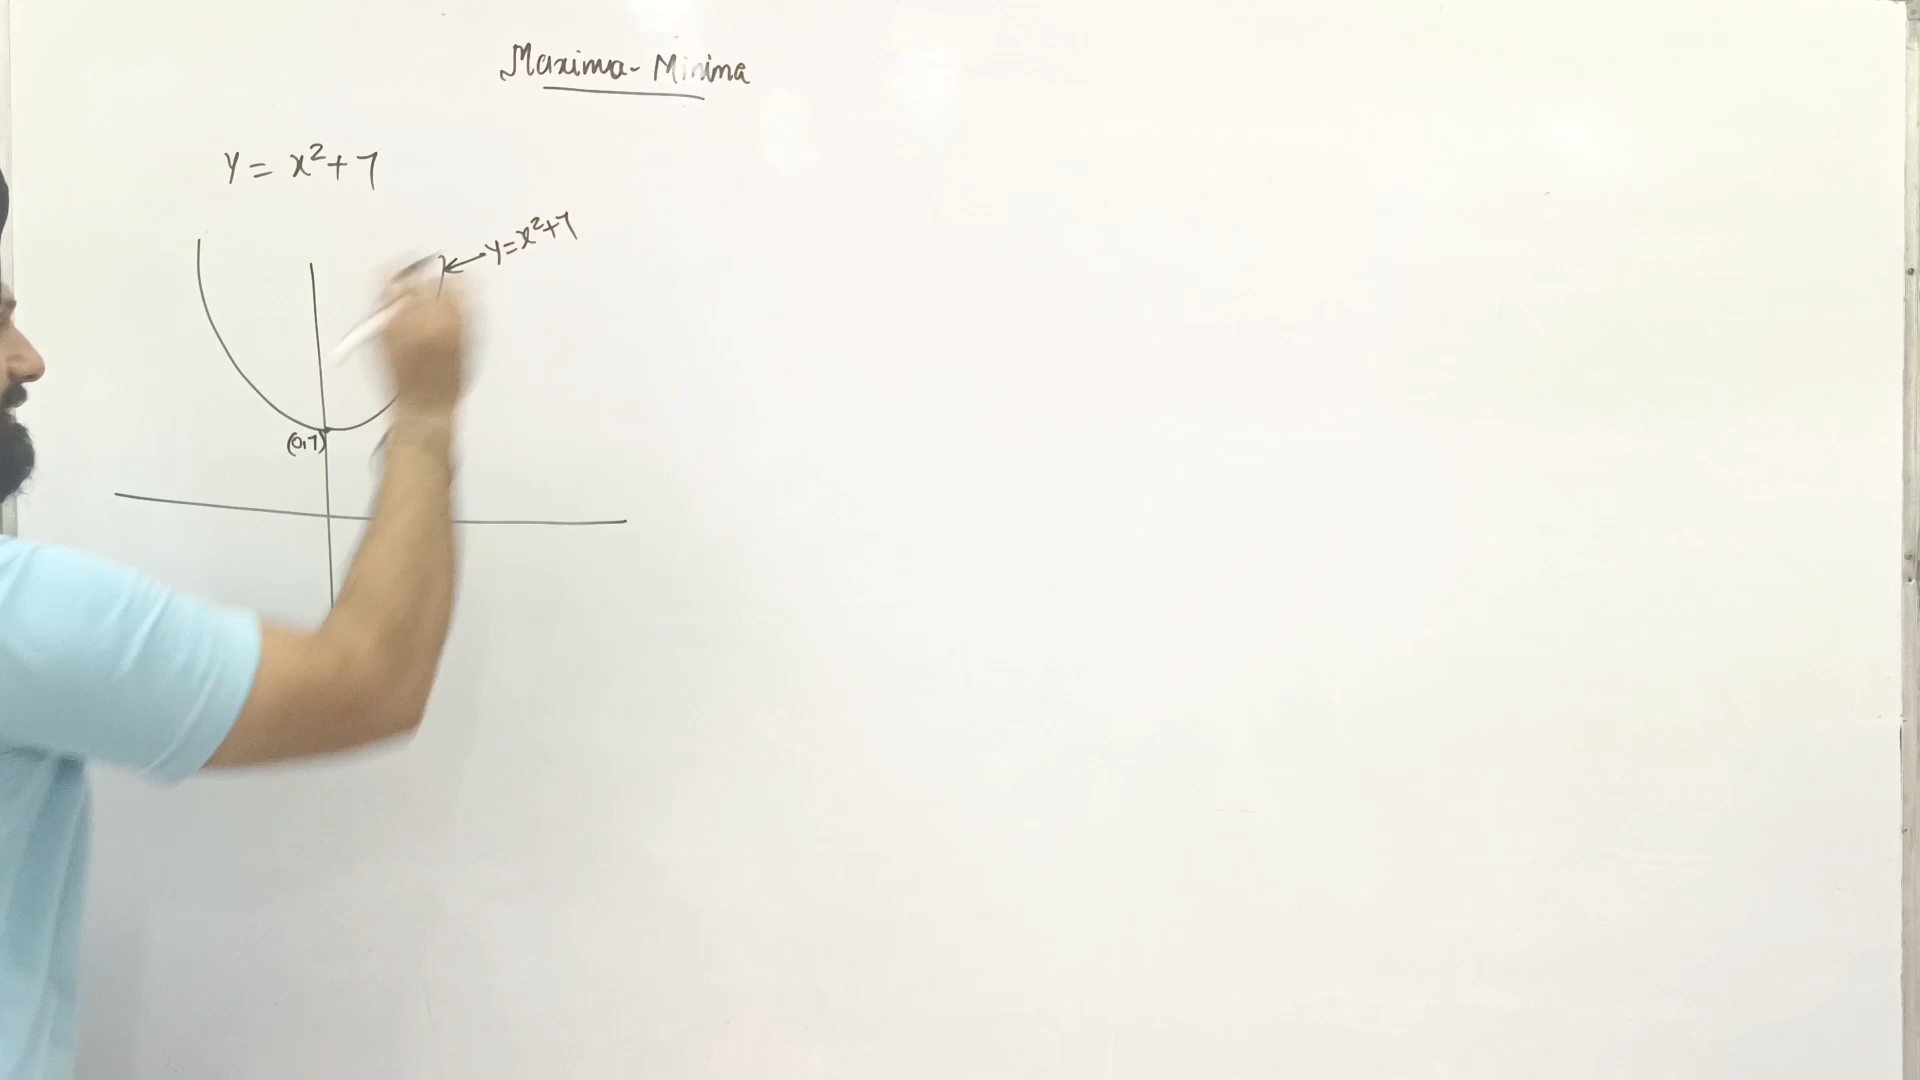 Maxima- Minima
y = x²+7
y=x²+7
(0,7)